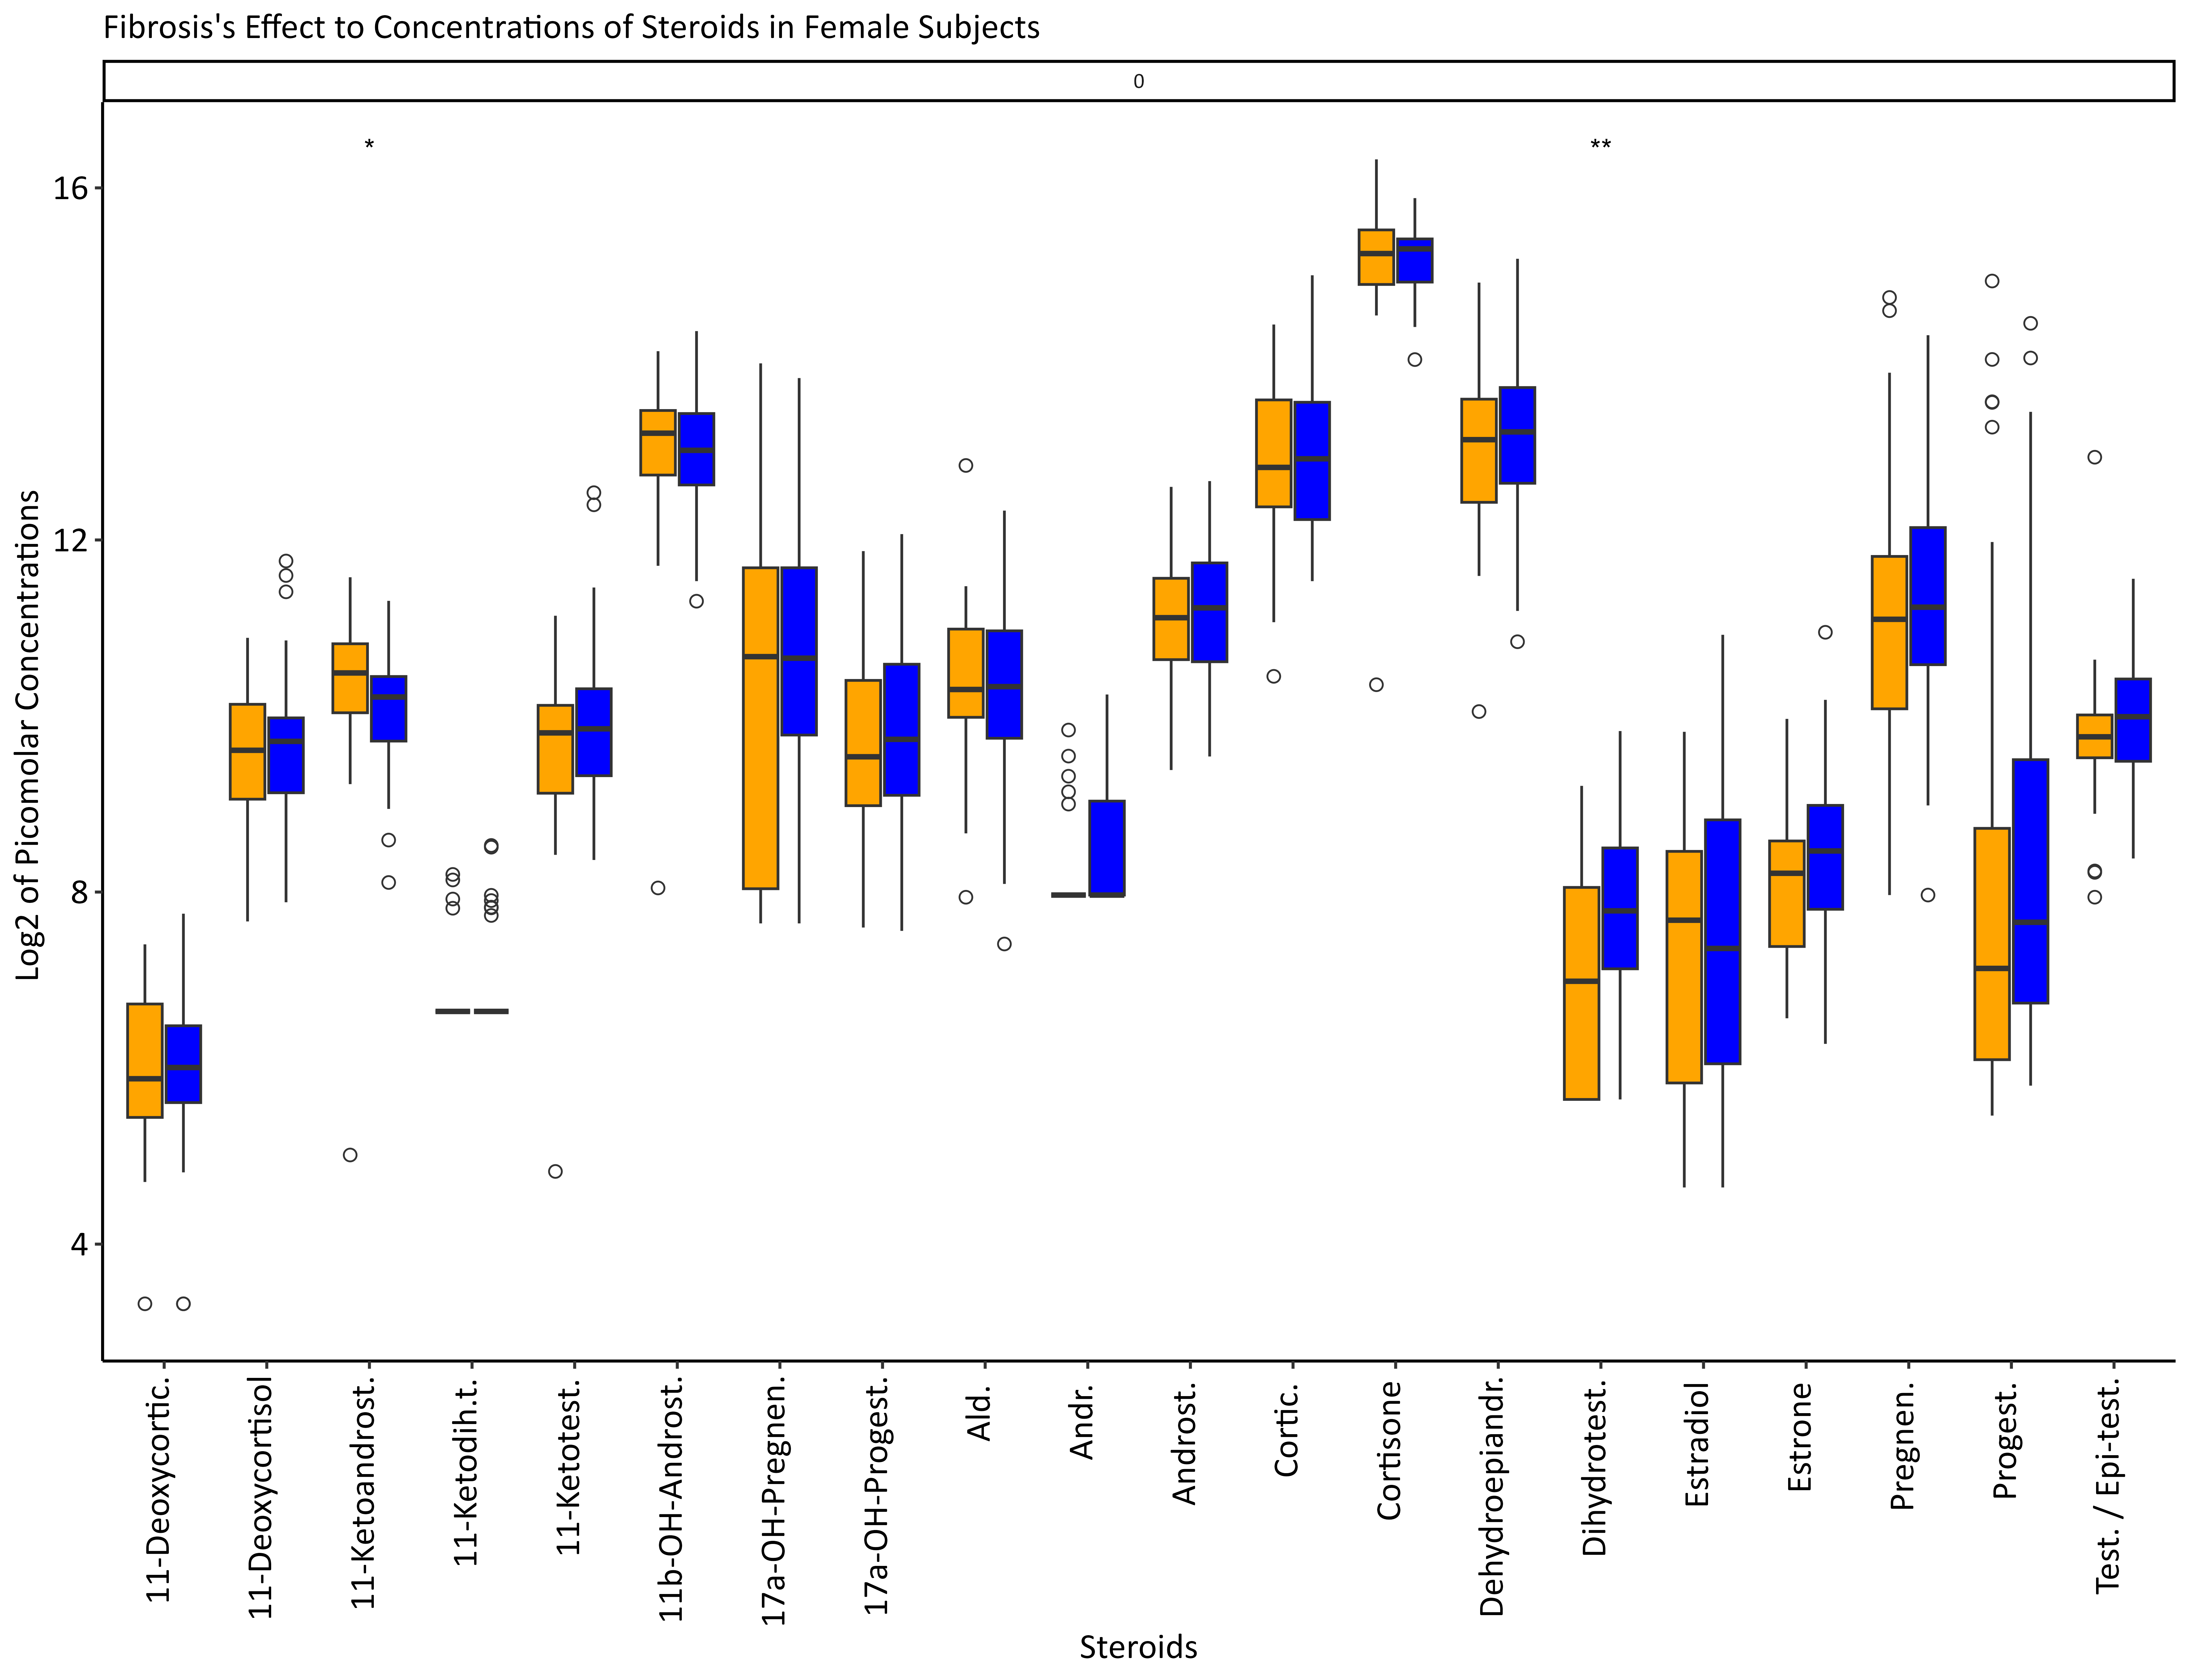 Fibrosis's Effect to Concentrations of Steroids in Female Subjects
0
*
**
16
12
8
4
Log2 of Picomolar Concentrations
11-Deoxycortic.
11-Deoxycortisol
11-Ketoandrost.
11-Ketodih.t.
11-Ketotest.
11b-OH-Androst.
17a-OH-Pregnen.
17a-OH-Progest.
Ald.
Andr.
Androst.
Cortic.
Cortisone
Dehydroepiandr.
Dihydrotest.
Estradiol
Estrone
Pregnen.
Progest.
Test. / Epi-test.
Steroids